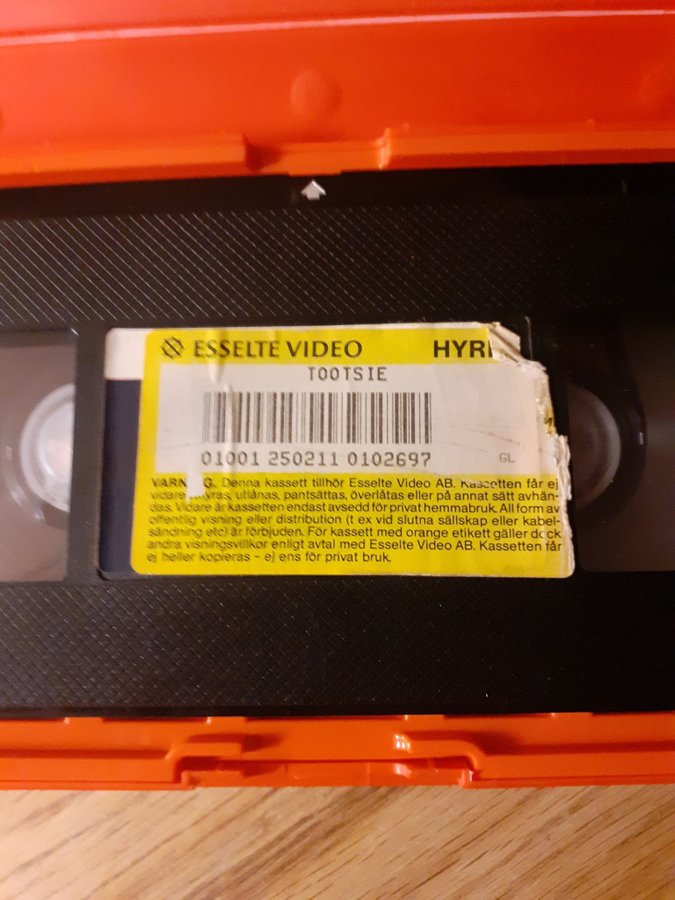 ESSELTE VIDEO HYR
TOOTSIE
01001 250211 0102697
GL
Denna kassett tillhör Esselte Video AB. Kassetten får ej
vidare utlånas, pantsättas, överlåtas eller på annat sätt avhän-
das. Vidare är kassetten endast avsedd för privat hemmabruk. All form av
offentlig visning eller distribution (t ex vid slutna sällskap eller kabel-
sändning etc) är förbjuden. För kassett med orange etikett gäller dock
andra visningsvillkor enligt avtal med Esselte Video AB. Kassetten får
ej heller kopieras – ej ens för privat bruk.